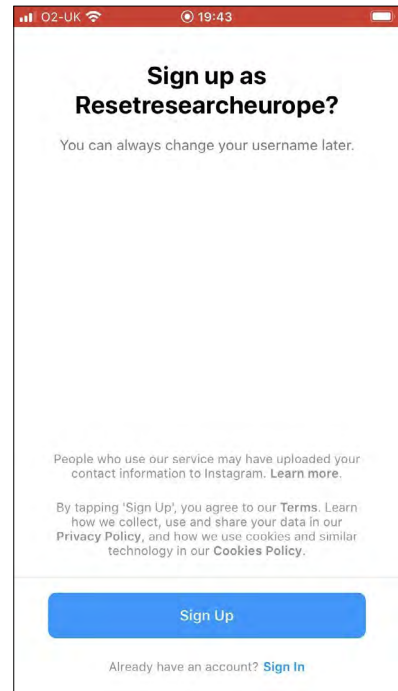 O2-UK 19:43
Sign up as
Resetresearcheurope?
You can always change your username later.
People who use our service may have uploaded your
contact information to Instagram. Learn more.
By tapping 'Sign Up', you agree to our Terms. Learn
how we collect, use and share your data in our
Privacy Policy, and how we use cookies and similar
technology in our Cookies Policy.
Sign Up
Already have an account? Sign In